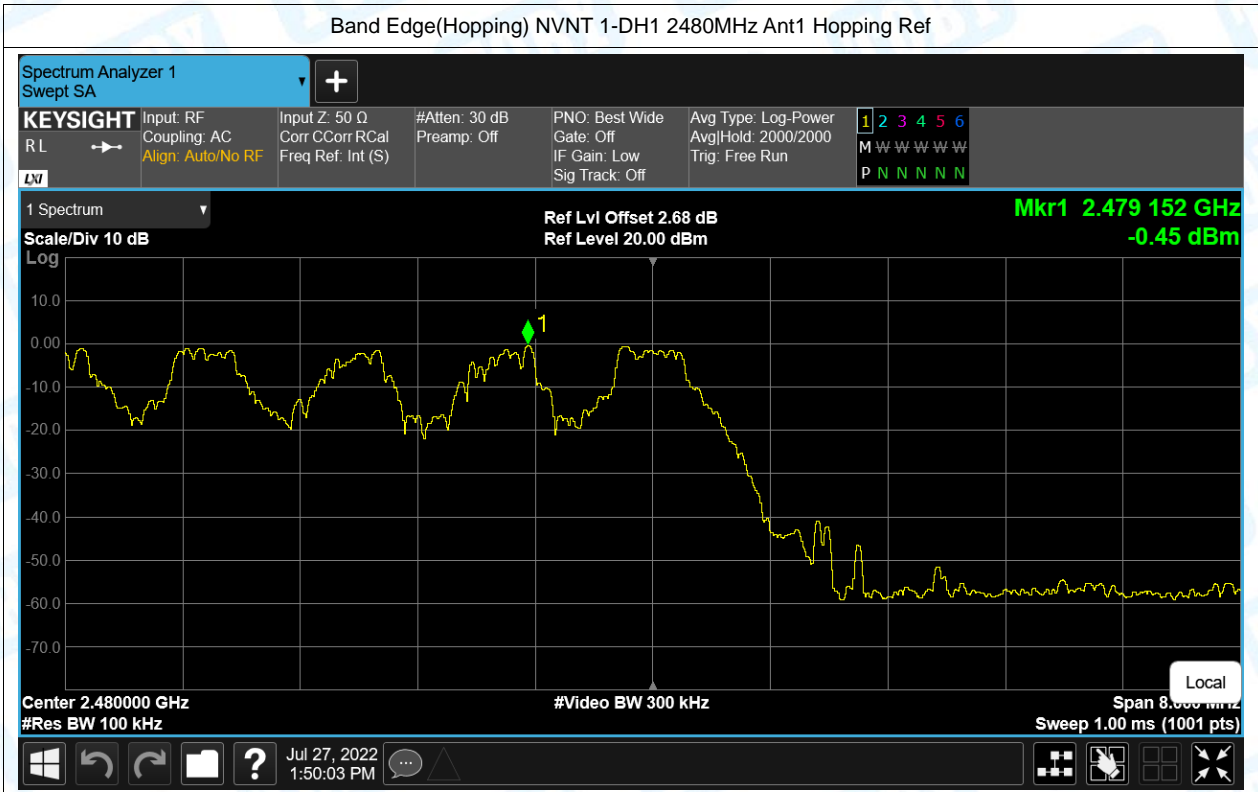 Band Edge(Hopping) NVNT 1-DH1 2480MHz Ant1 Hopping Ref
Spectrum Analyzer 1
Swept SA
KEYSIGHT Input: RF Input Z: 50 Ω #Atten: 30 dB PNO: Best Wide Avg Type: Log-Power 1 2 3 4 5 6
R L Coupling: AC Corr CCorr RCal Preamp: Off Gate: Off Avg|Hold: 2000/2000 M W W W W W
Align: Auto/No RF Freq Ref: Int (S) IF Gain: Low Trig: Free Run
LXI Sig Track: Off P N N N N N
1 Spectrum Ref Lvl Offset 2.68 dB Mkr1 2.479 152 GHz
Scale/Div 10 dB Ref Level 20.00 dBm -0.45 dBm
Log
10.0
1
0.00
-10.0
-20.0
-30.0
-40.0
-50.0
-60.0
-70.0
Local
Center 2.480000 GHz #Video BW 300 kHz Span 8.000 MHz
#Res BW 100 kHz Sweep 1.00 ms (1001 pts)
? Jul 27, 2022
1:50:03 PM